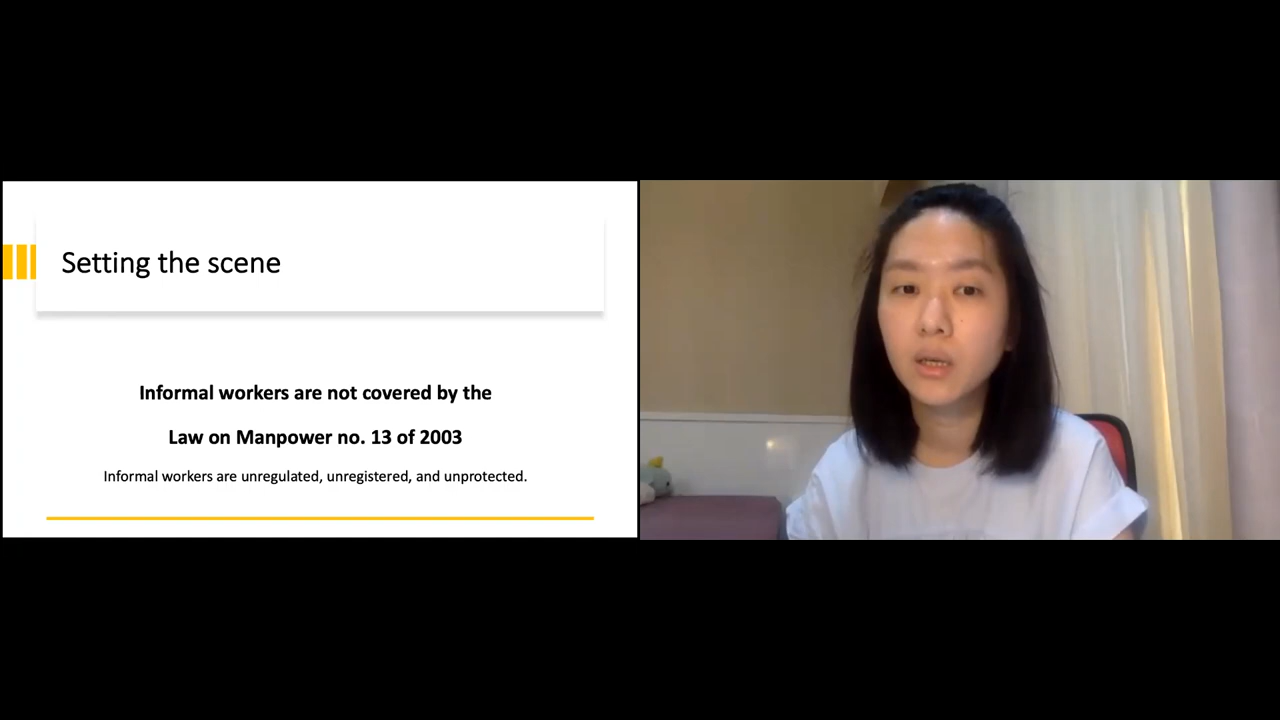 Setting the scene
Informal workers are not covered by the
Law on Manpower no. 13 of 2003
Informal workers are unregulated, unregistered, and unprotected.